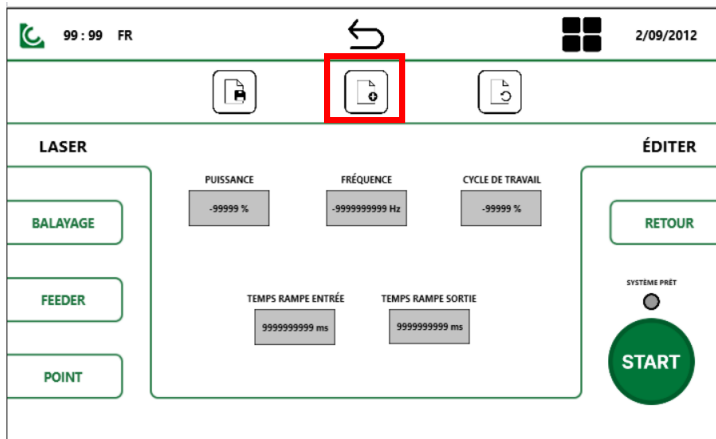 99 : 99 FR
2/09/2012
LASER
ÉDITER
PUISSANCE
FRÉQUENCE
CYCLE DE TRAVAIL
-99999 %
-9999999999 Hz
-99999 %
BALAYAGE
RETOUR
FEEDER
TEMPS RAMPE ENTRÉE
TEMPS RAMPE SORTIE
9999999999 ms
9999999999 ms
SYSTÈME PRÊT
START
POINT